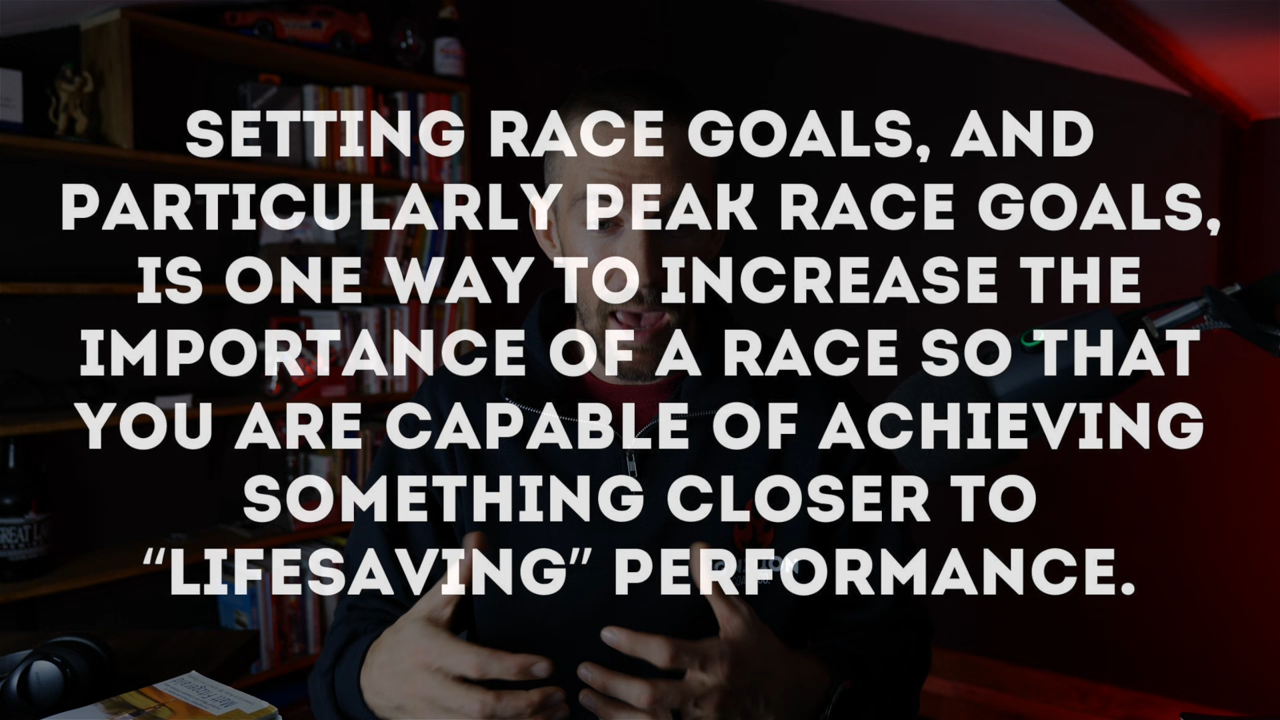 SETTING RACE GOALS, AND
PARTICULARLY PEAK RACE GOALS,
IS ONE WAY TO INCREASE THE
IMPORTANCE OF A RACE SO THAT
YOU ARE CAPABLE OF ACHIEVING
SOMETHING CLOSER TO
“LIFESAVING” PERFORMANCE.